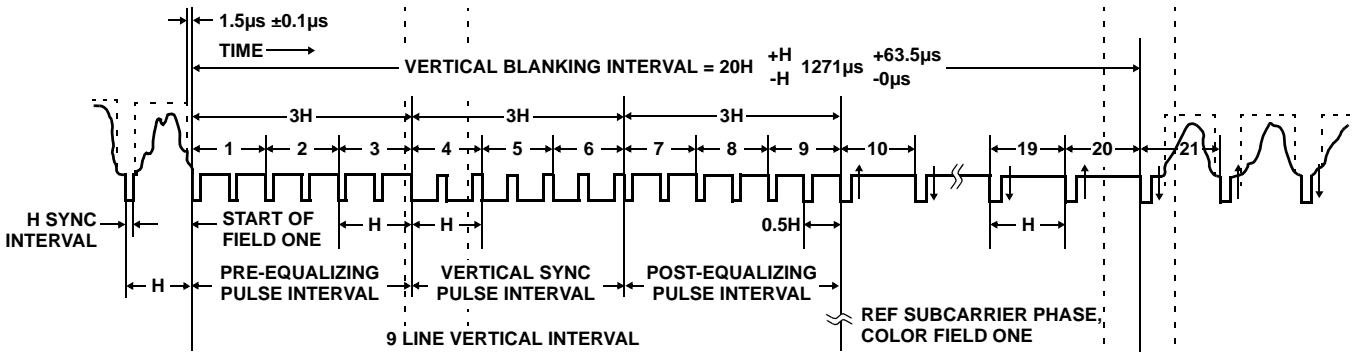 1.5µs ±0.1µs
TIME
VERTICAL BLANKING INTERVAL = 20H +H -H 1271µs +63.5µs -0µs
3H 3H 3H
1 2 3 4 5 6 7 8 9 10 19 20 21
H SYNC INTERVAL
START OF FIELD ONE
H H 0.5H H
H
PRE-EQUALIZING PULSE INTERVAL
VERTICAL SYNC PULSE INTERVAL
POST-EQUALIZING PULSE INTERVAL
REF SUBCARRIER PHASE, COLOR FIELD ONE
9 LINE VERTICAL INTERVAL